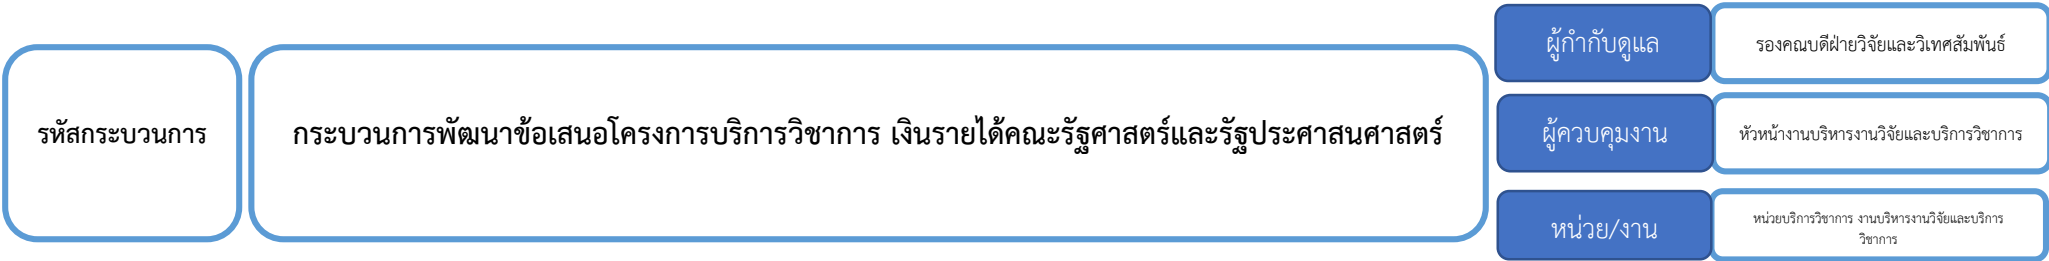 รหัสกระบวนการ
กระบวนการพัฒนาข้อเสนอโครงการบริการวิชาการ เงินรายได้คณะรัฐศาสตร์และรัฐประศาสนศาสตร์
ผู้กำกับดูแล
รองคณบดีฝ่ายวิจัยและวิเทศสัมพันธ์
ผู้ควบคุมงาน
หัวหน้างานบริหารงานวิจัยและบริการวิชาการ
หน่วย/งาน
หน่วยบริการวิชาการ งานบริหารงานวิจัยและบริการ
วิชาการ